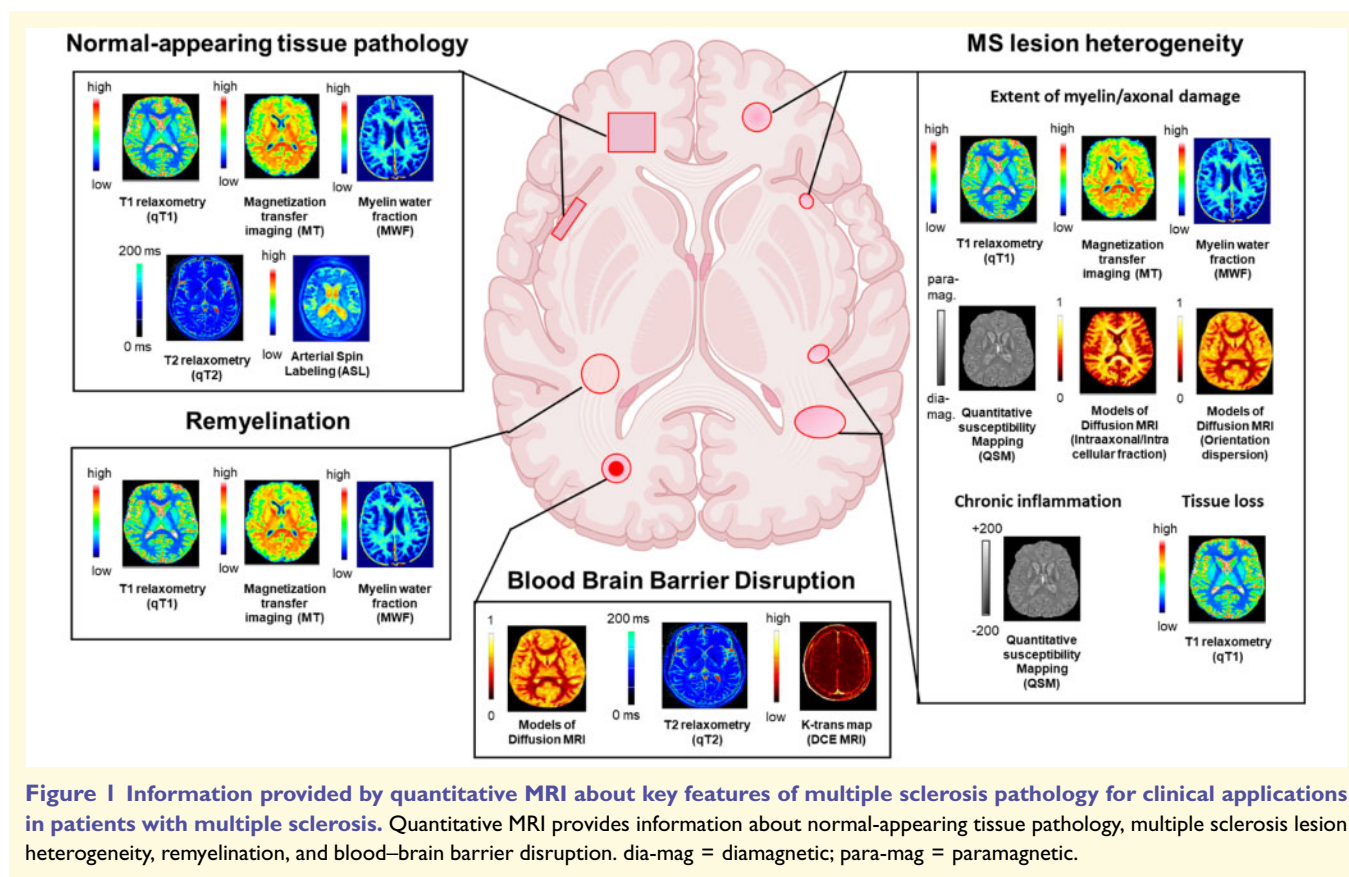 Normal-appearing tissue pathology
high
low
T1 relaxometry
(qT1)
high
low
Magnetization
transfer
imaging (MT)
high
low
Myelin water
fraction
(MWF)
200 ms
0 ms
T2 relaxometry
(qT2)
high
low
Arterial Spin
Labeling (ASL)
Remyelination
high
low
T1 relaxometry
(qT1)
high
low
Magnetization
transfer
imaging (MT)
high
low
Myelin water
fraction
(MWF)
Blood Brain Barrier Disruption
1
0
Models of
Diffusion MRI
200 ms
0 ms
T2 relaxometry
(qT2)
high
low
K-trans map
(DCE MRI)
MS lesion heterogeneity
Extent of myelin/axonal damage
high
low
T1 relaxometry
(qT1)
high
low
Magnetization
transfer
imaging (MT)
high
low
Myelin water
fraction
(MWF)
para-
mag.
dia-
mag.
Quantitative
susceptibility
Mapping
(QSM)
1
0
Models of
Diffusion MRI
(Intraaxonal/Intra
cellular fraction)
1
0
Models of
Diffusion MRI
(Orientation
dispersion)
Chronic inflammation
+200
-200
Quantitative
susceptibility
Mapping
(QSM)
Tissue loss
high
low
T1 relaxometry
(qT1)
Figure 1 Information provided by quantitative MRI about key features of multiple sclerosis pathology for clinical applications
in patients with multiple sclerosis. Quantitative MRI provides information about normal-appearing tissue pathology, multiple sclerosis lesion
heterogeneity, remyelination, and blood–brain barrier disruption. dia-mag = diamagnetic; para-mag = paramagnetic.